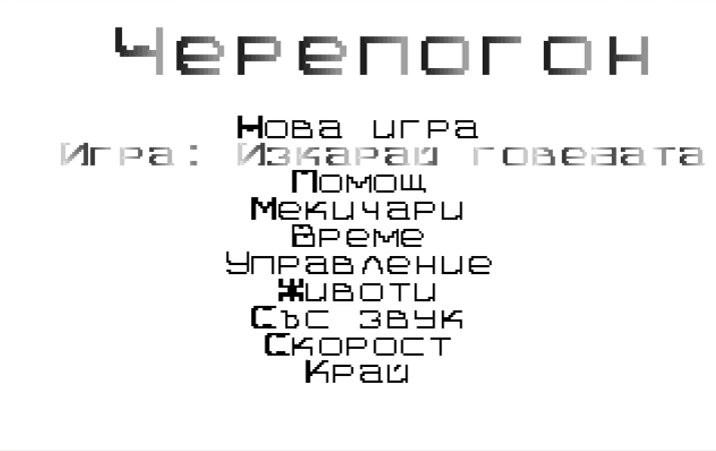 Черепогон
Нова игра
Игра: Изкарай говедата
Помощ
Мекичари
Време
Управление
Животи
Със звук
Скорост
Край